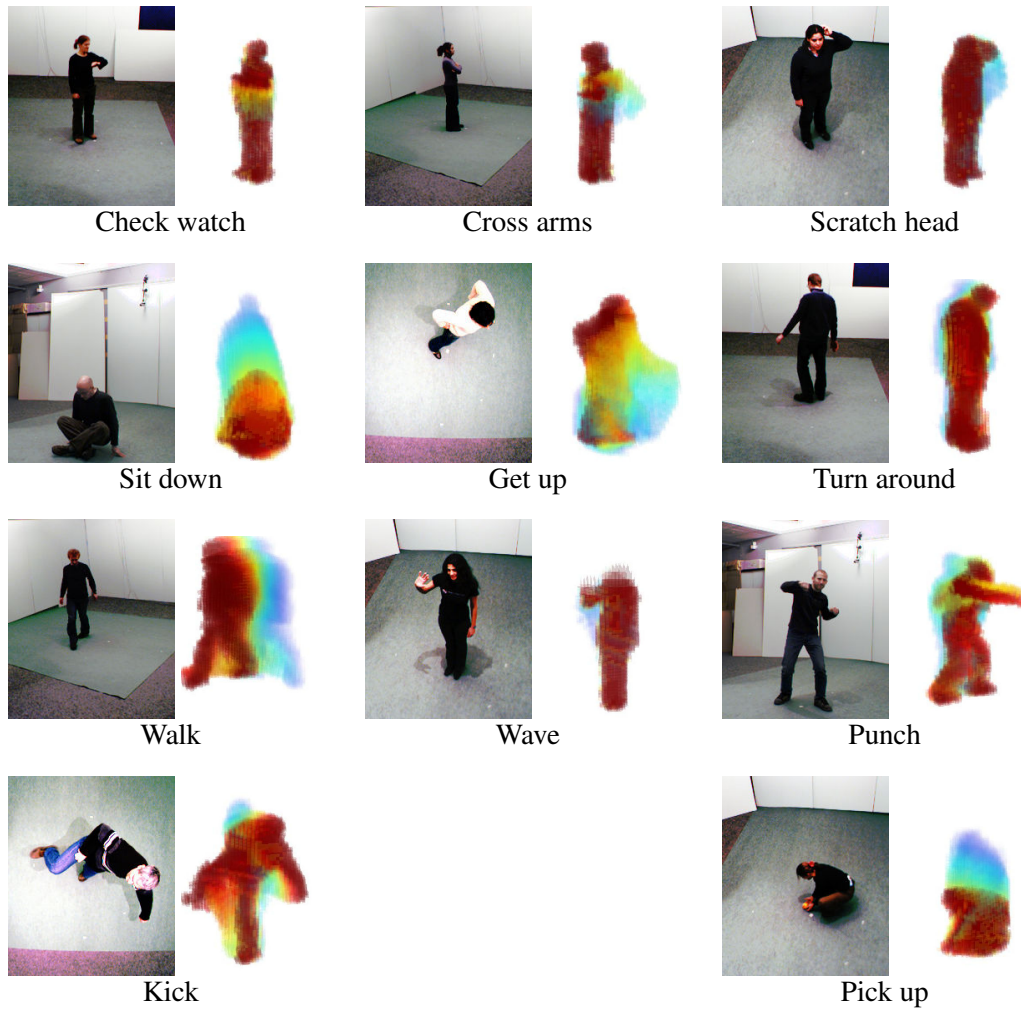 Check watch
Cross arms
Scratch head
Sit down
Get up
Turn around
Walk
Wave
Punch
Kick
Pick up